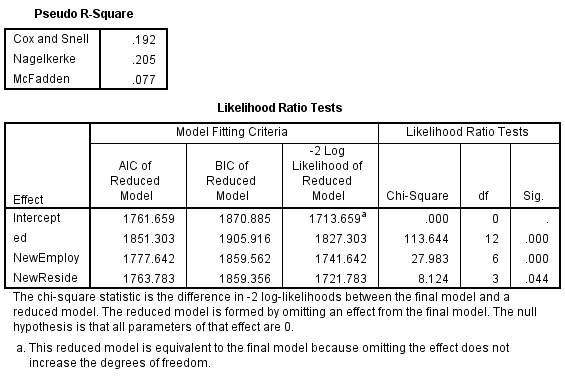 Pseudo R-Square
Cox and Snell .192
Nagelkerke .205
McFadden .077
Likelihood Ratio Tests
Model Fitting Criteria Likelihood Ratio Tests
Effect AIC of Reduced Model BIC of Reduced Model -2 Log Likelihood of Reduced Model Chi-Square df Sig.
Intercept 1761.659 1870.885 1713.659a .000 0 .
ed 1851.303 1905.916 1827.303 113.644 12 .000
NewEmploy 1777.642 1859.562 1741.642 27.983 6 .000
NewReside 1763.783 1859.356 1721.783 8.124 3 .044
The chi-square statistic is the difference in -2 log-likelihoods between the final model and a
reduced model. The reduced model is formed by omitting an effect from the final model. The null
hypothesis is that all parameters of that effect are 0.
a. This reduced model is equivalent to the final model because omitting the effect does not
increase the degrees of freedom.